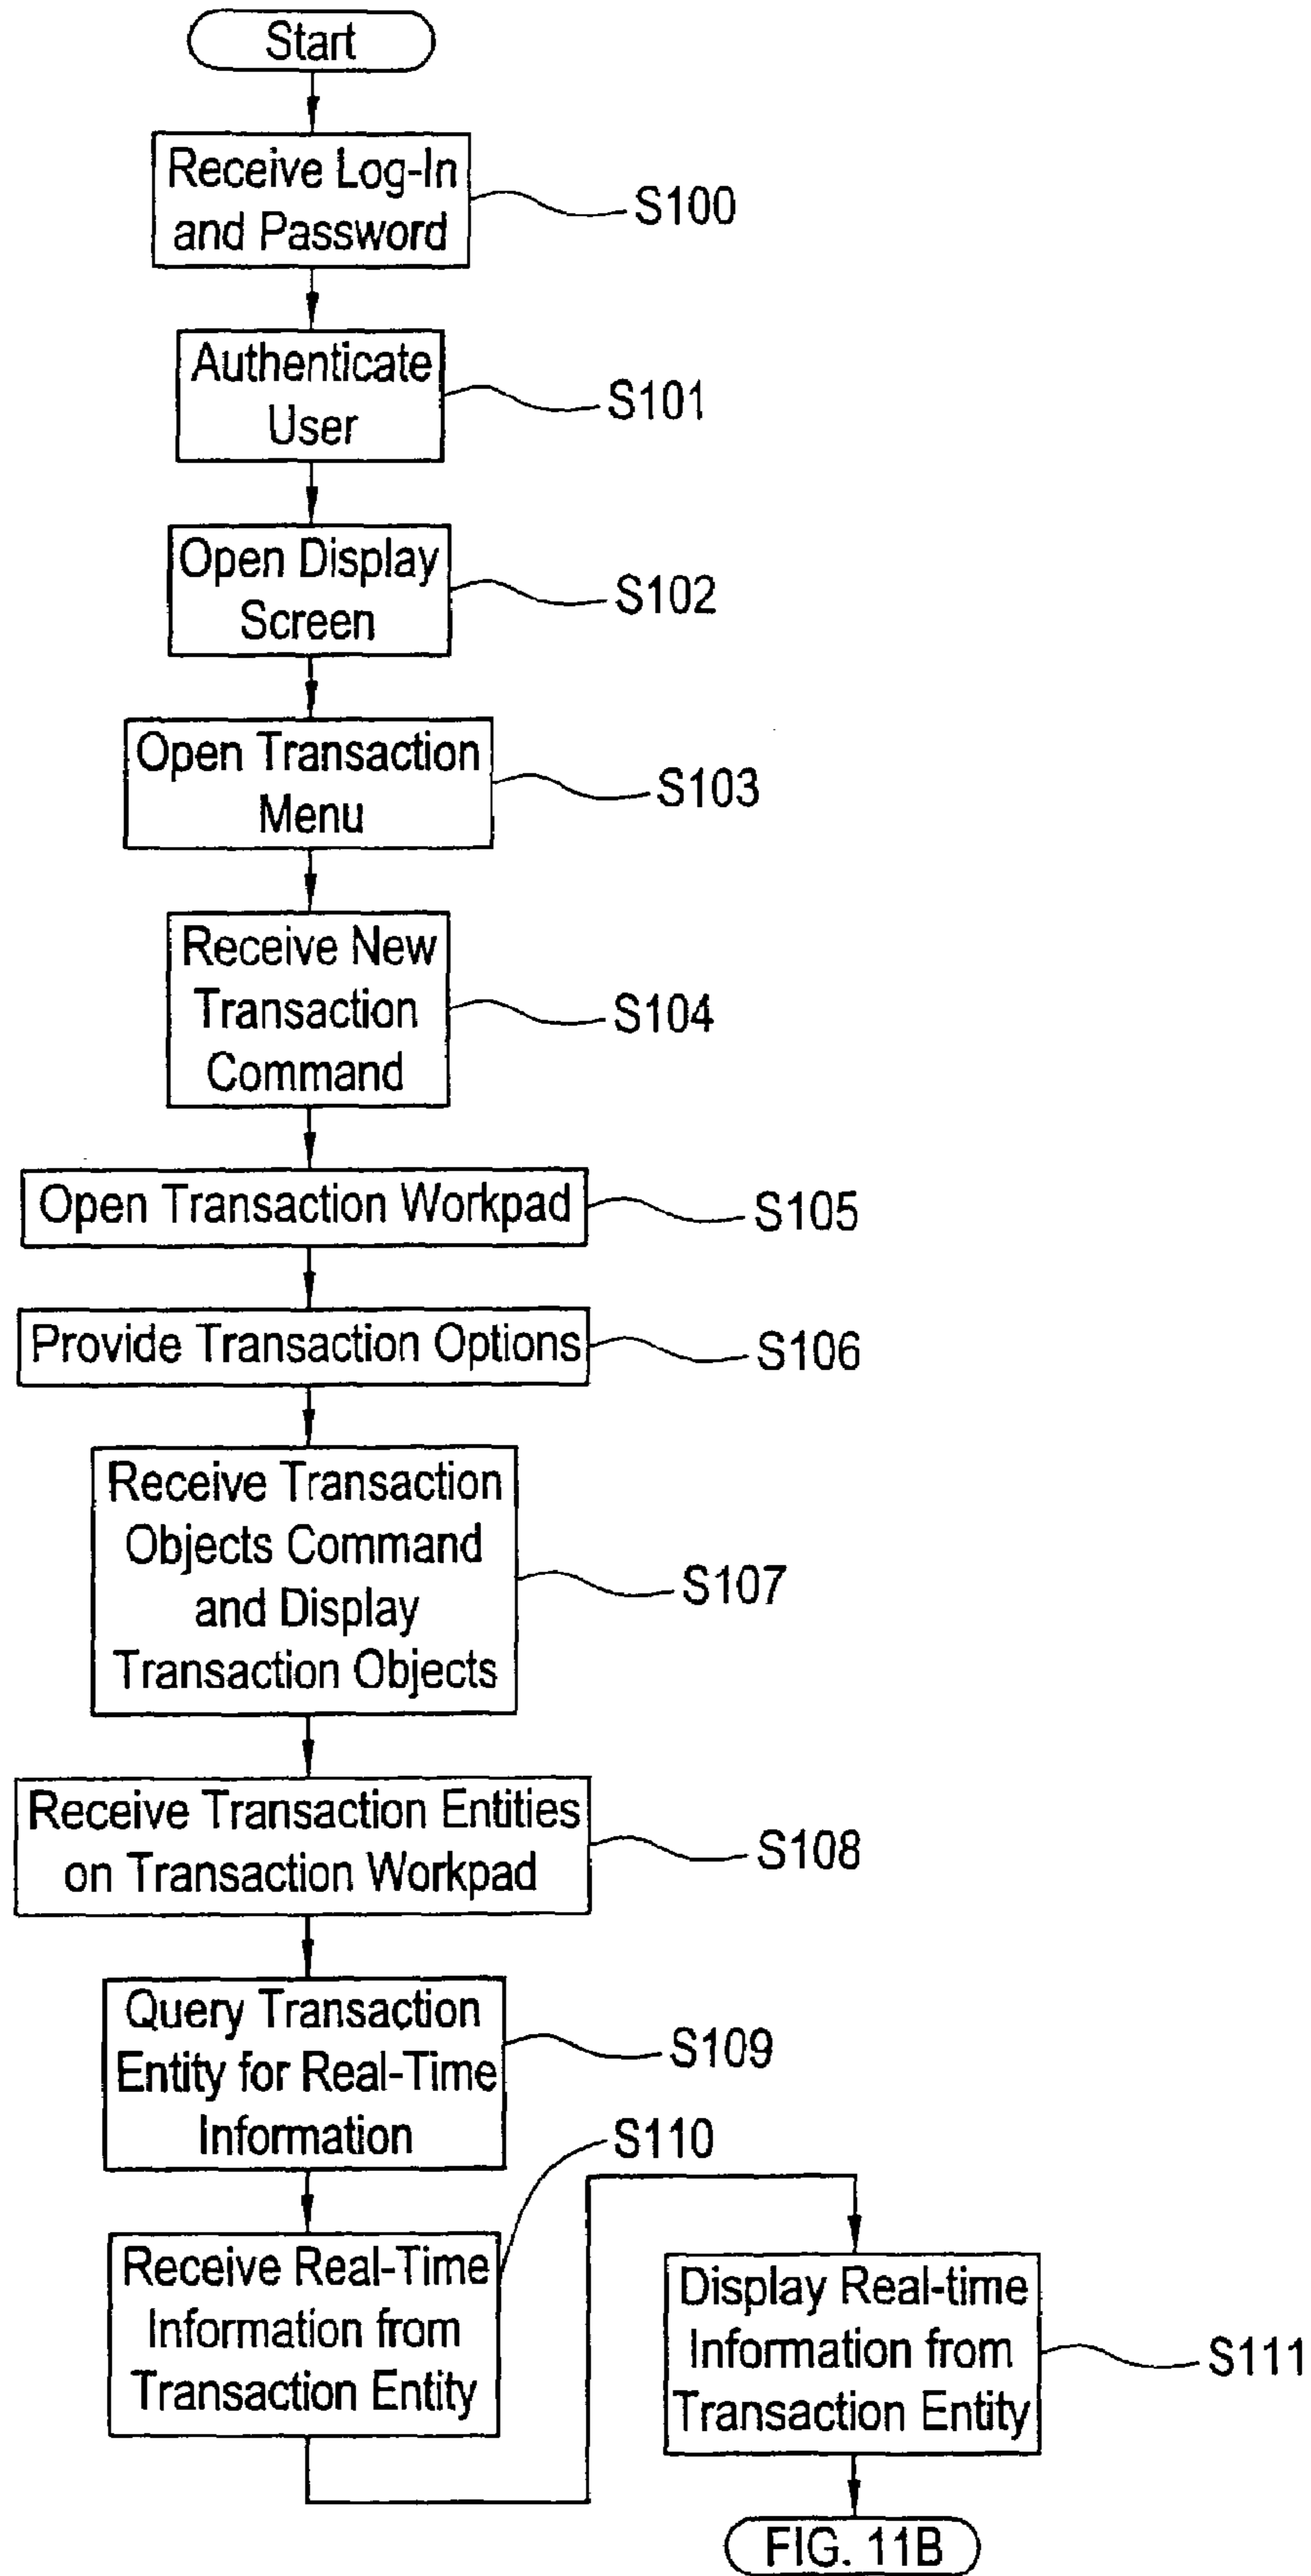 Start
Receive Log-In
and Password
S100
Authenticate
User
S101
Open Display
Screen
S102
Open Transaction
Menu
S103
Receive New
Transaction
Command
S104
Open Transaction Workpad
S105
Provide Transaction Options
S106
Receive Transaction
Objects Command
and Display
Transaction Objects
S107
Receive Transaction Entities
on Transaction Workpad
S108
Query Transaction
Entity for Real-Time
Information
S109
Receive Real-Time
Information from
Transaction Entity
S110
Display Real-time
Information from
Transaction Entity
S111
FIG. 11B